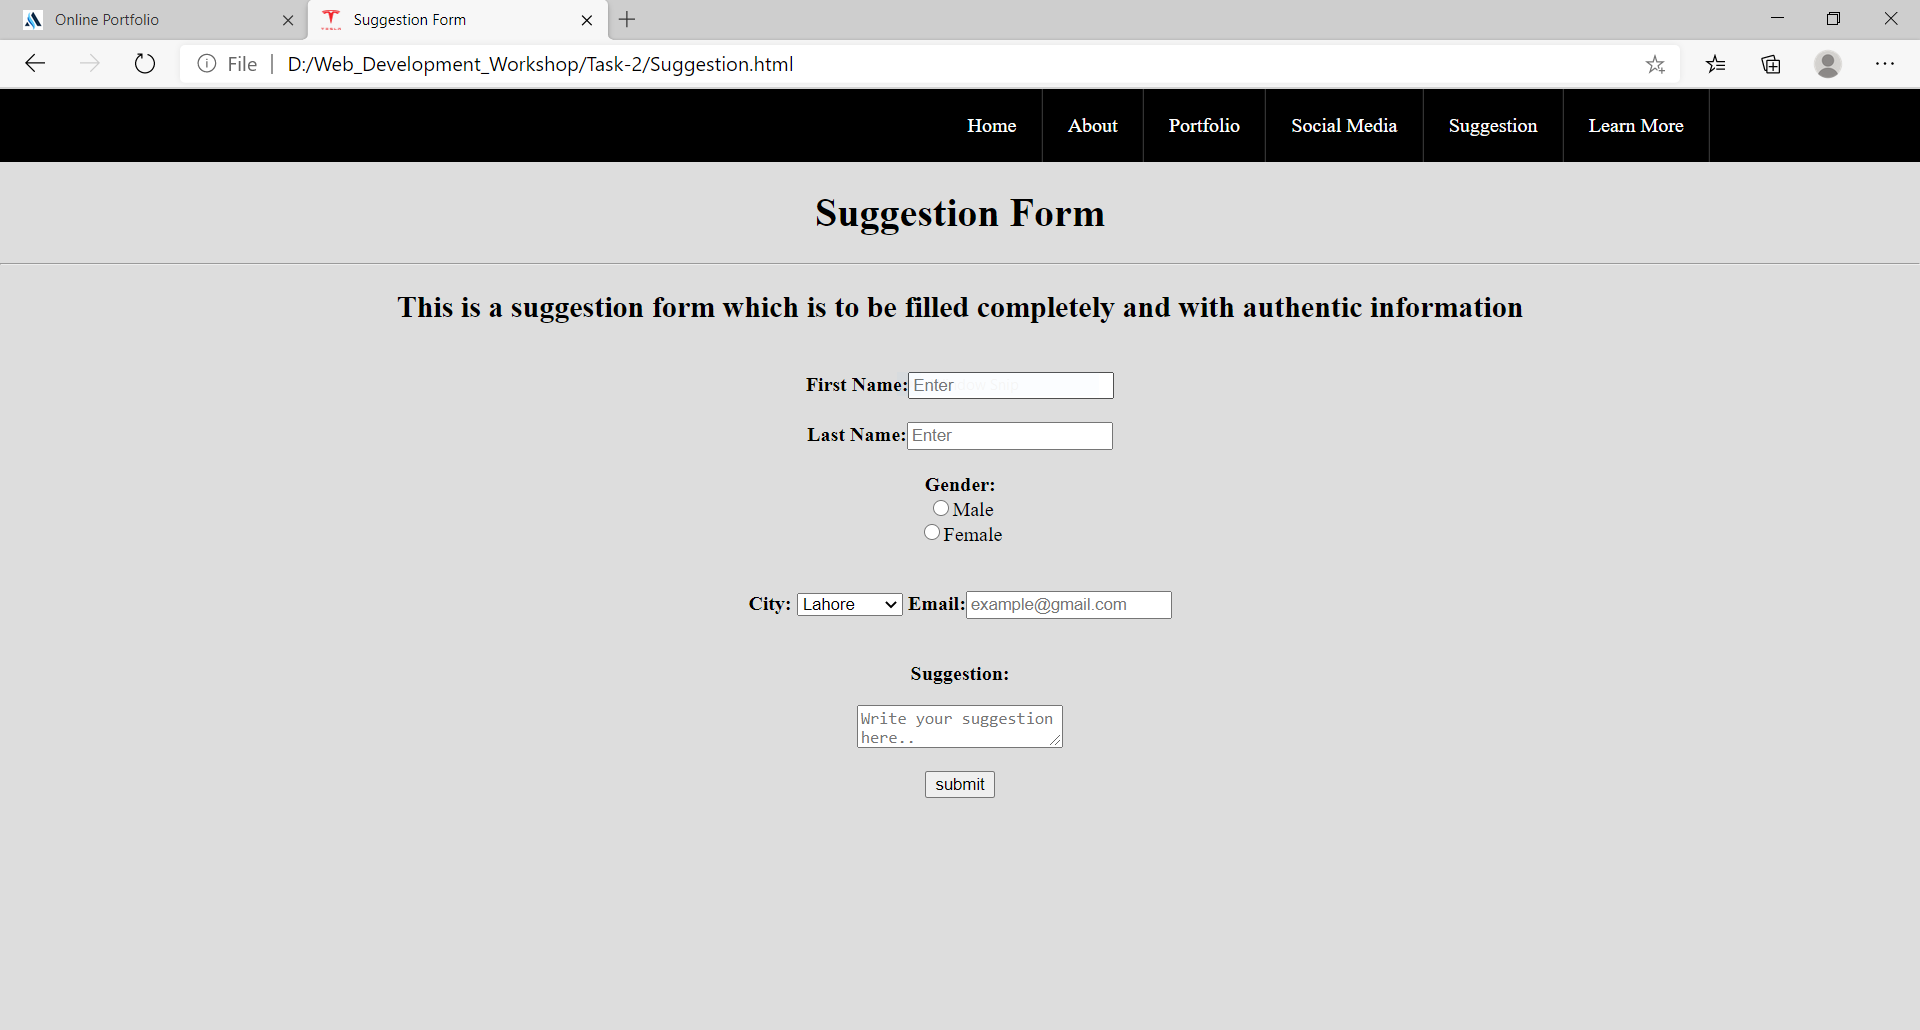 Online Portfolio
Suggestion Form
File | D:/Web_Development_Workshop/Task-2/Suggestion.html
Home About Portfolio Social Media Suggestion Learn More
Suggestion Form
This is a suggestion form which is to be filled completely and with authentic information
First Name: Enter
Last Name: Enter
Gender:
Male
Female
City: Lahore Email: example@gmail.com
Suggestion:
Write your suggestion
here..
submit